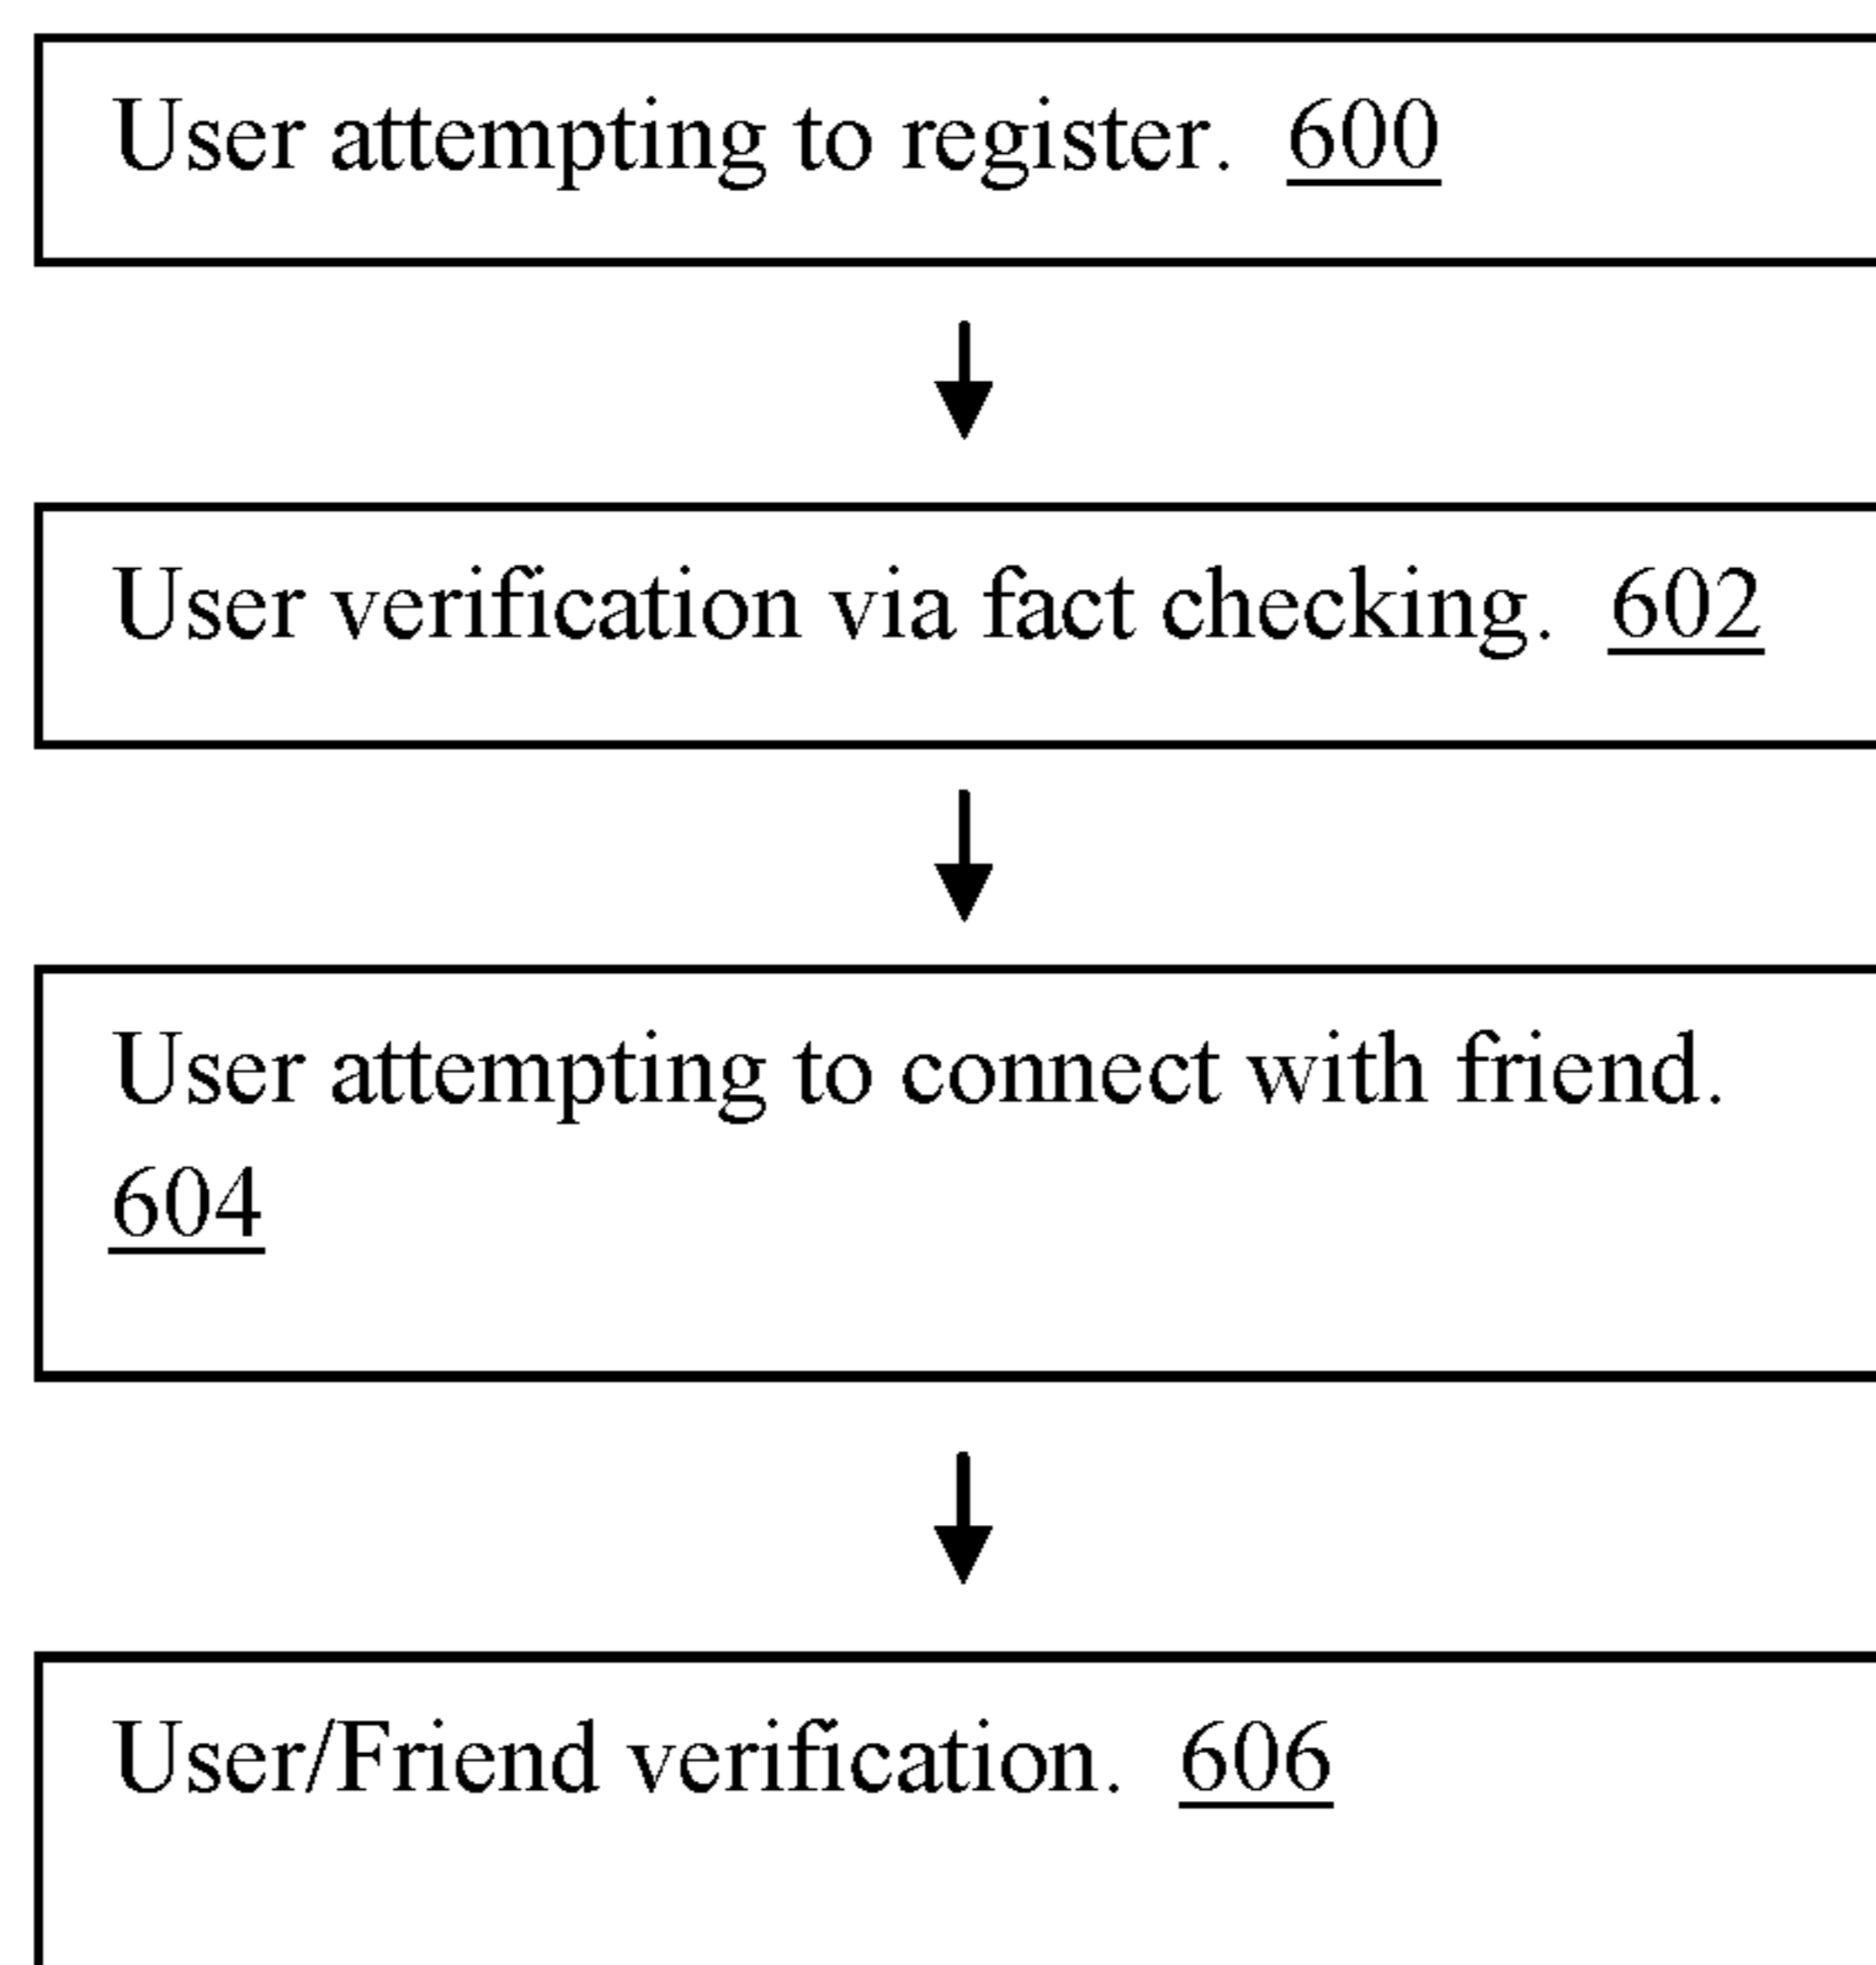 User attempting to register. 600
User verification via fact checking. 602
User attempting to connect with friend.
604
User/Friend verification. 606